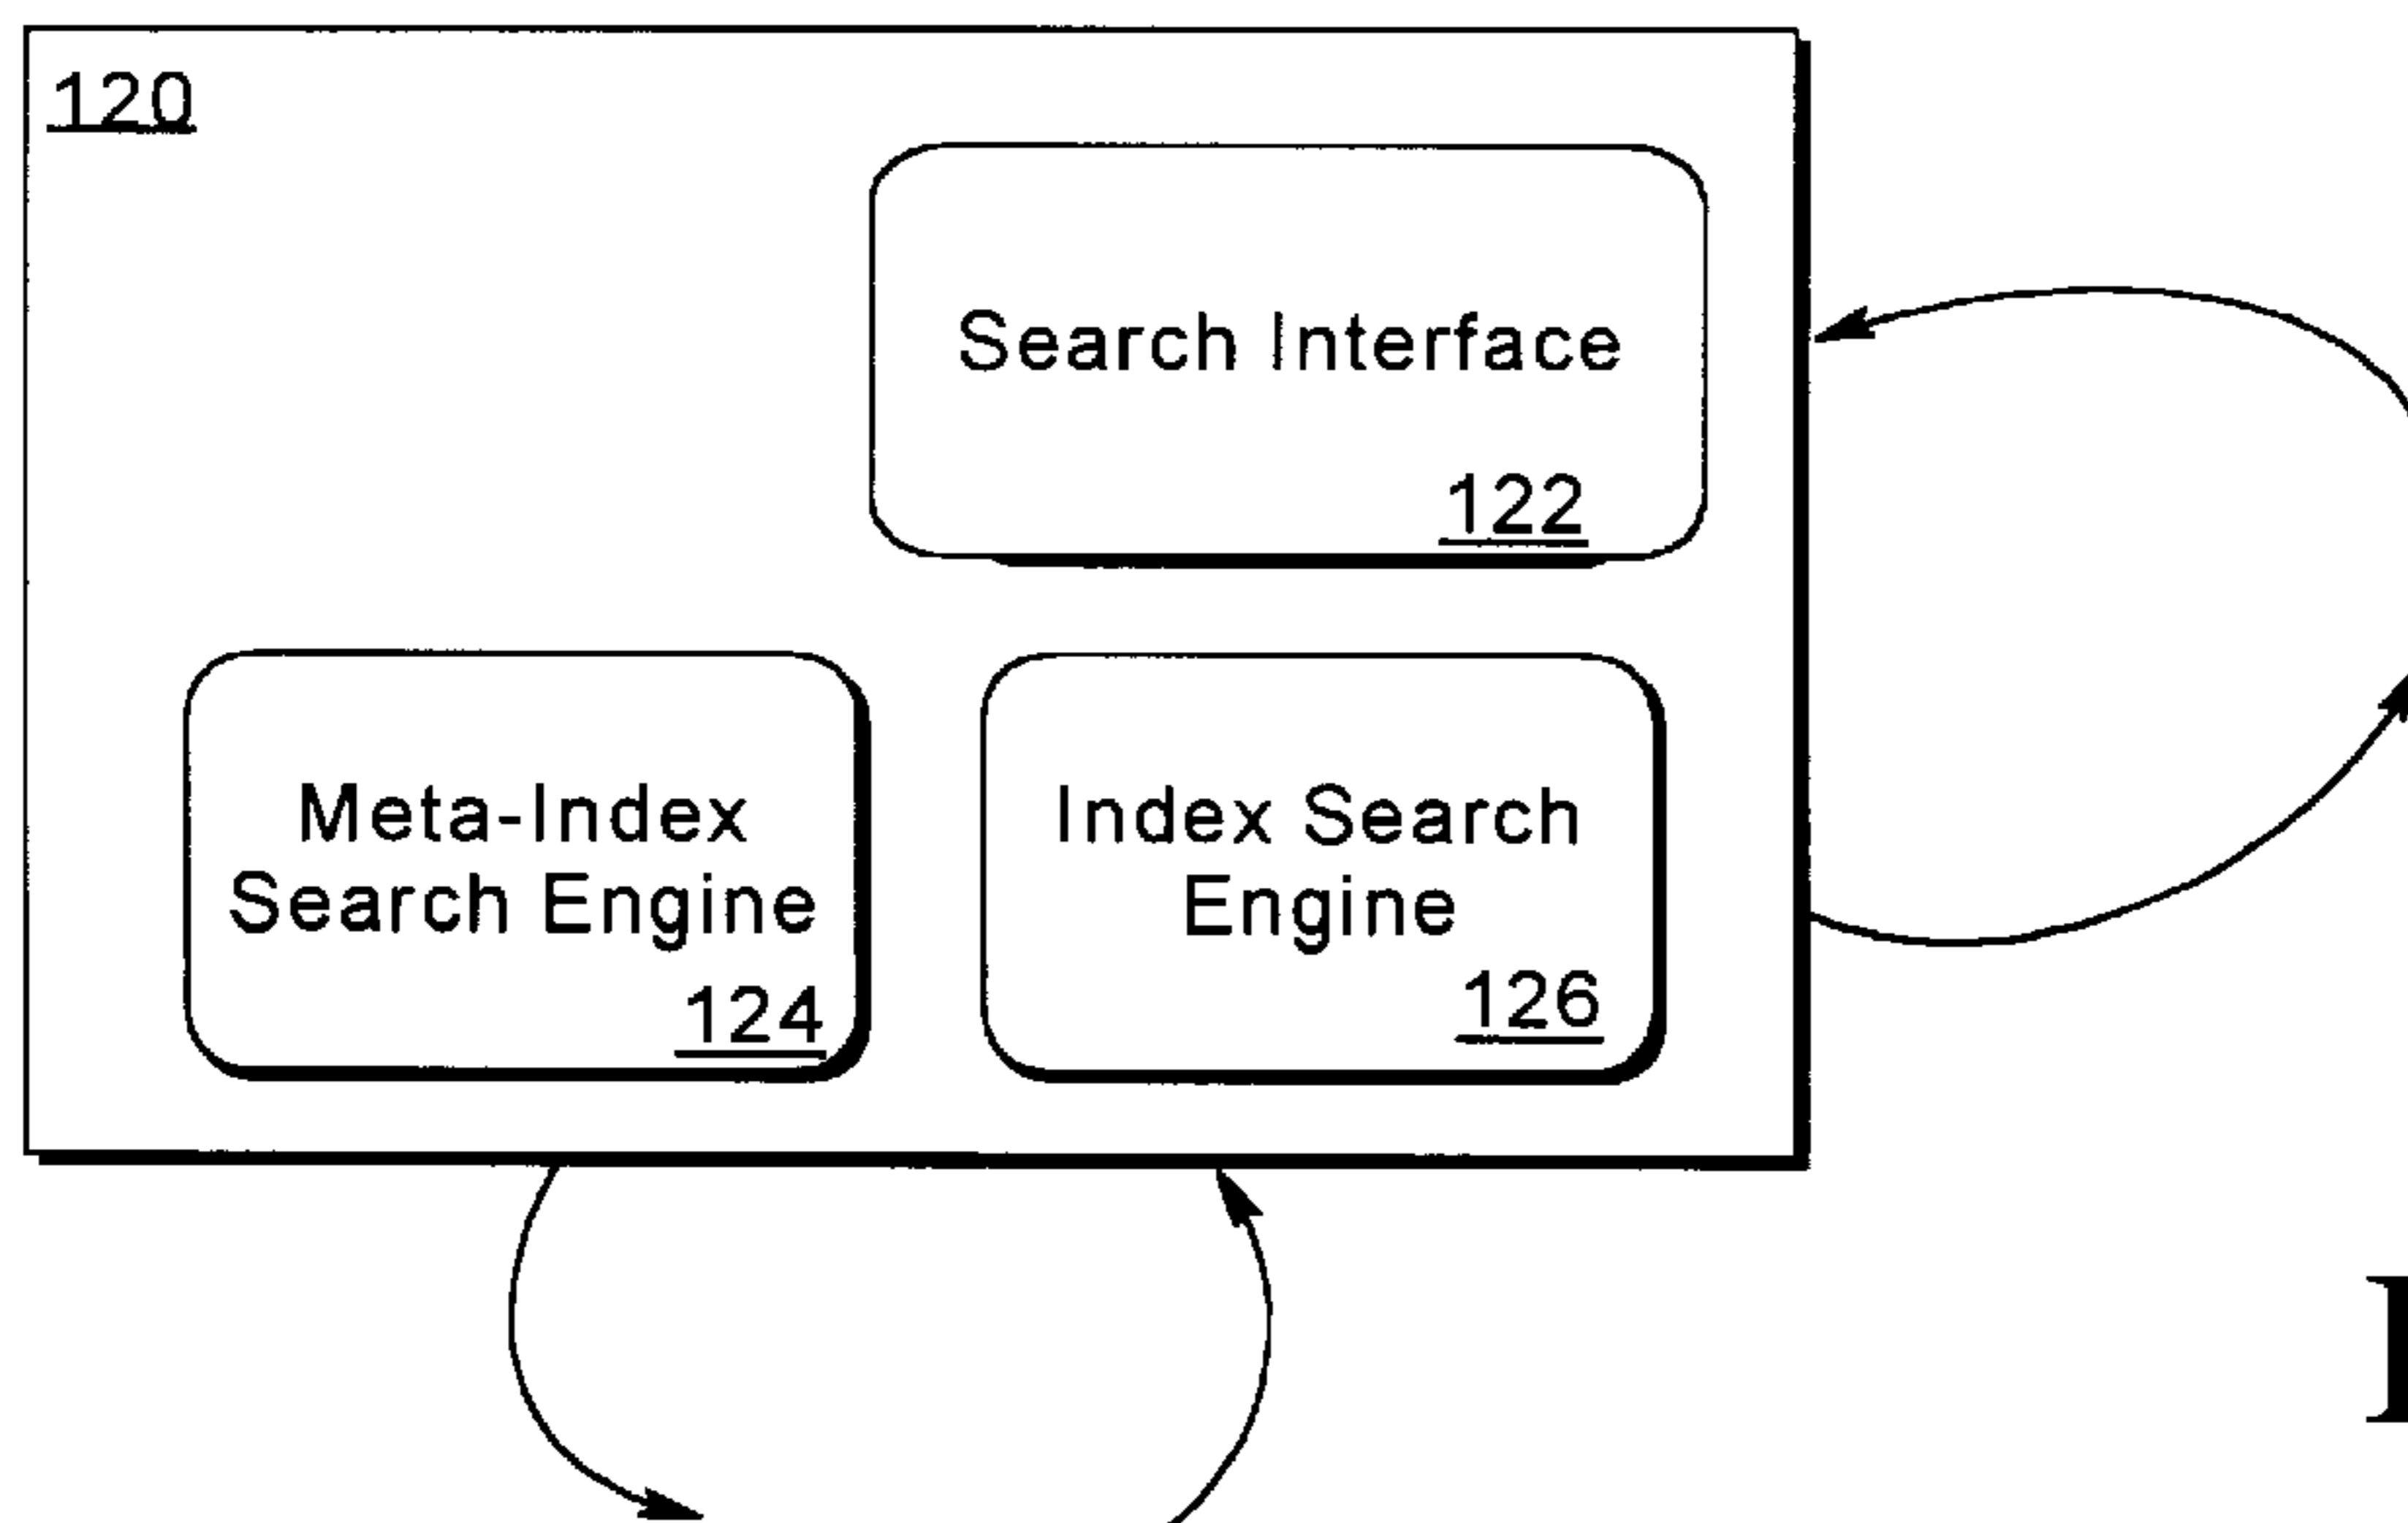 120
Search Interface
122
Meta-Index
Search Engine
124
Index Search
Engine
126